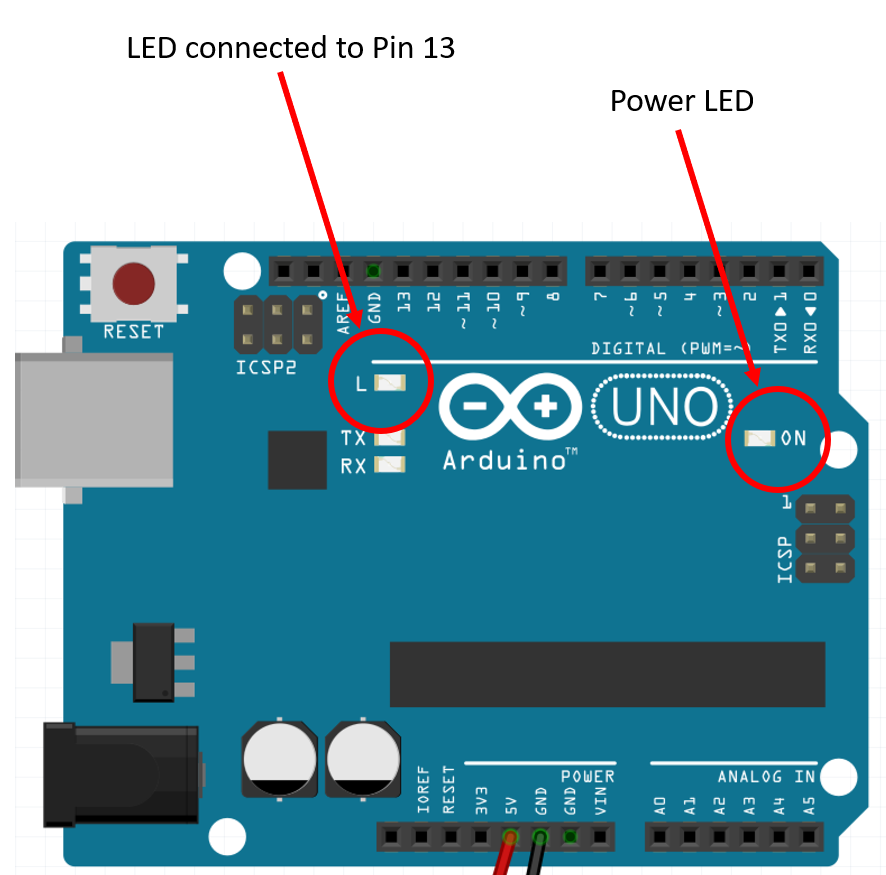 LED connected to Pin 13
Power LED
RESET
ICSP2
AREF
GND
13
12
~11
~10
~9
8
7
~6
~5
4
~3
2
TX0▶1
RX0◀0
DIGITAL (PWM=~)
L
TX
RX
UNO
Arduino™
ON
1
ICSP
IOREF
RESET
3V3
5V
GND
GND
VIN
POWER
ANALOG IN
A0
A1
A2
A3
A4
A5